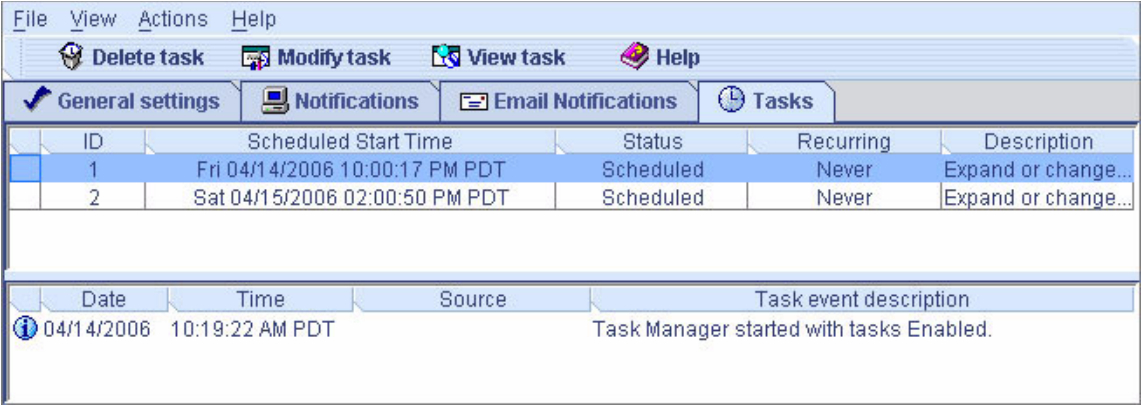 File View Actions Help
Delete task Modify task View task Help
General settings Notifications Email Notifications Tasks
ID Scheduled Start Time Status Recurring Description
1 Fri 04/14/2006 10:00:17 PM PDT Scheduled Never Expand or change...
2 Sat 04/15/2006 02:00:50 PM PDT Scheduled Never Expand or change...
Date Time Source Task event description
04/14/2006 10:19:22 AM PDT Task Manager started with tasks Enabled.